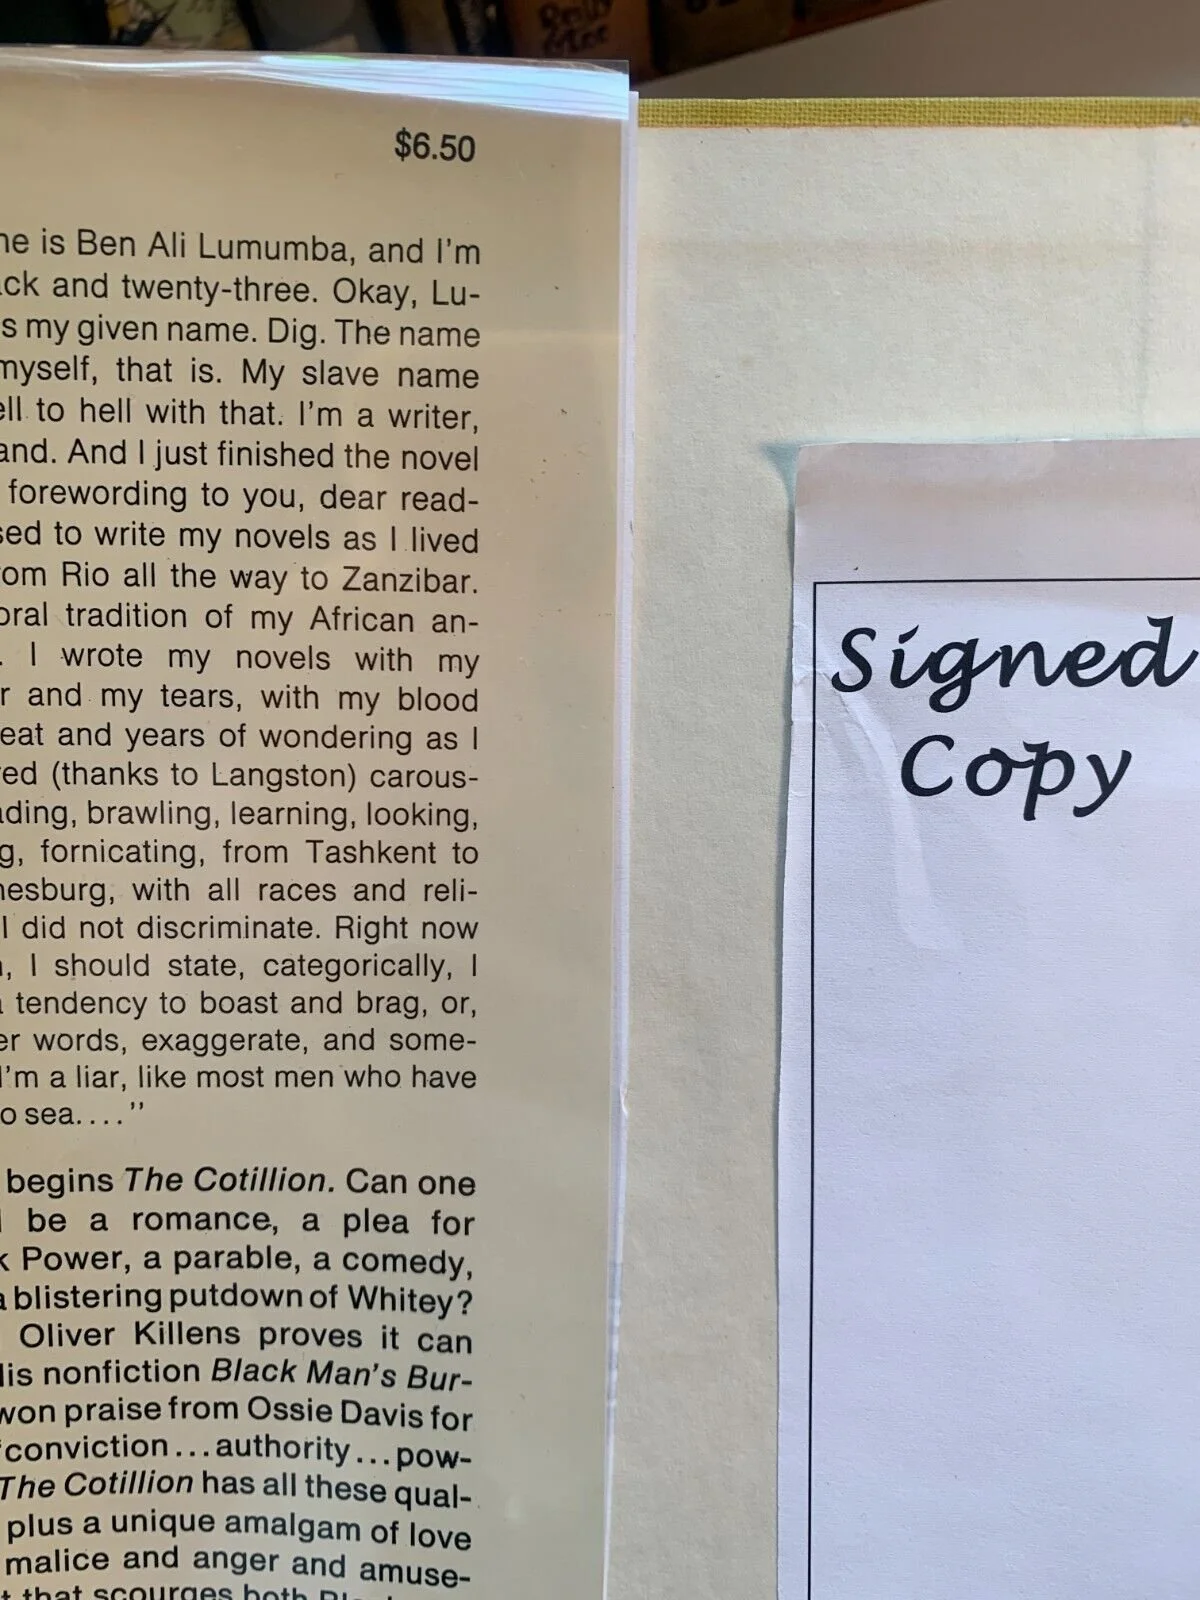 Relly
$6.50
ne is Ben Ali Lumumba, and I'm
ack and twenty-three. Okay, Lu-
s my given name. Dig. The name
myself, that is. My slave name
ell to hell with that. I'm a writer,
and. And I just finished the novel
forewording to you, dear read-
sed to write my novels as I lived
om Rio all the way to Zanzibar.
oral tradition of my African an-
. I wrote my novels with my
r and my tears, with my blood
eat and years of wondering as I
red (thanks to Langston) carous-
ding, brawling, learning, looking,
g, fornicating, from Tashkent to
nesburg, with all races and reli-
I did not discriminate. Right now
, I should state, categorically, I
a tendency to boast and brag, or,
er words, exaggerate, and some-
I'm a liar, like most men who have
o sea. . . ."
begins The Cotillion. Can one
l be a romance, a plea for
k Power, a parable, a comedy,
a blistering putdown of Whitey?
Oliver Killens proves it can
His nonfiction Black Man's Bur-
won praise from Ossie Davis for
"conviction . . . authority . . . pow-
The Cotillion has all these qual-
plus a unique amalgam of love
malice and anger and amuse-
t that scourges both
Signed
Copy